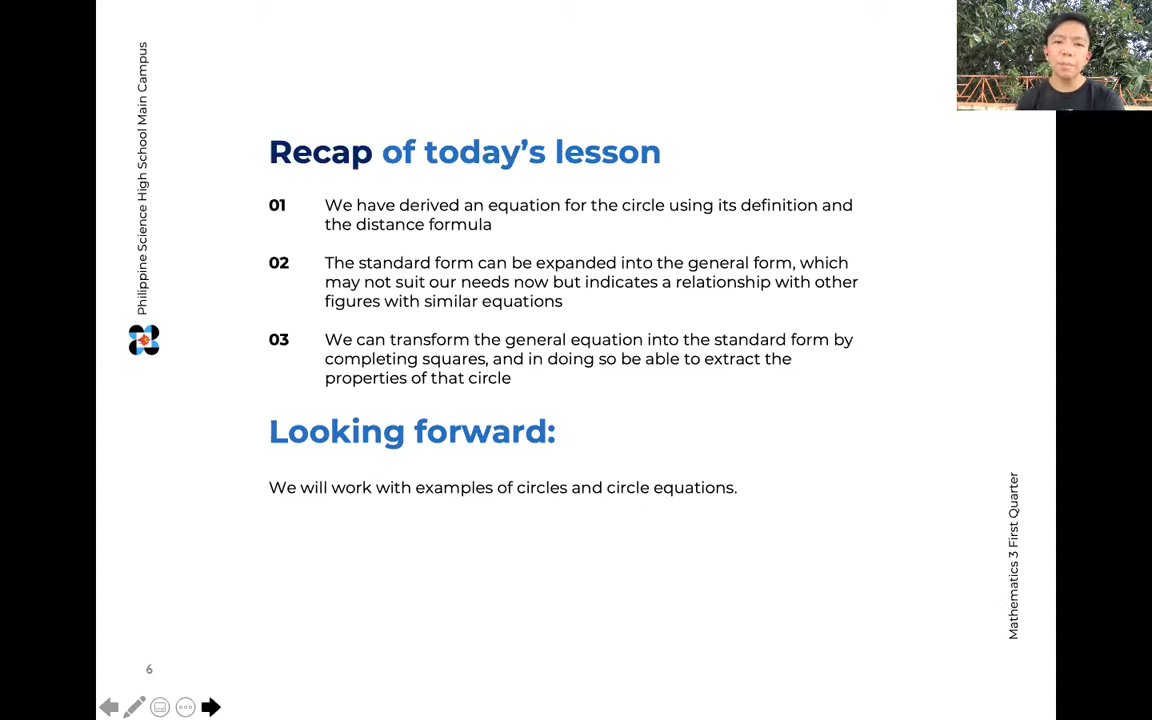 Philippine Science High School Main Campus
Recap of today's lesson
01 We have derived an equation for the circle using its definition and
the distance formula
02 The standard form can be expanded into the general form, which
may not suit our needs now but indicates a relationship with other
figures with similar equations
03 We can transform the general equation into the standard form by
completing squares, and in doing so be able to extract the
properties of that circle
Looking forward:
We will work with examples of circles and circle equations.
Mathematics 3 First Quarter
6